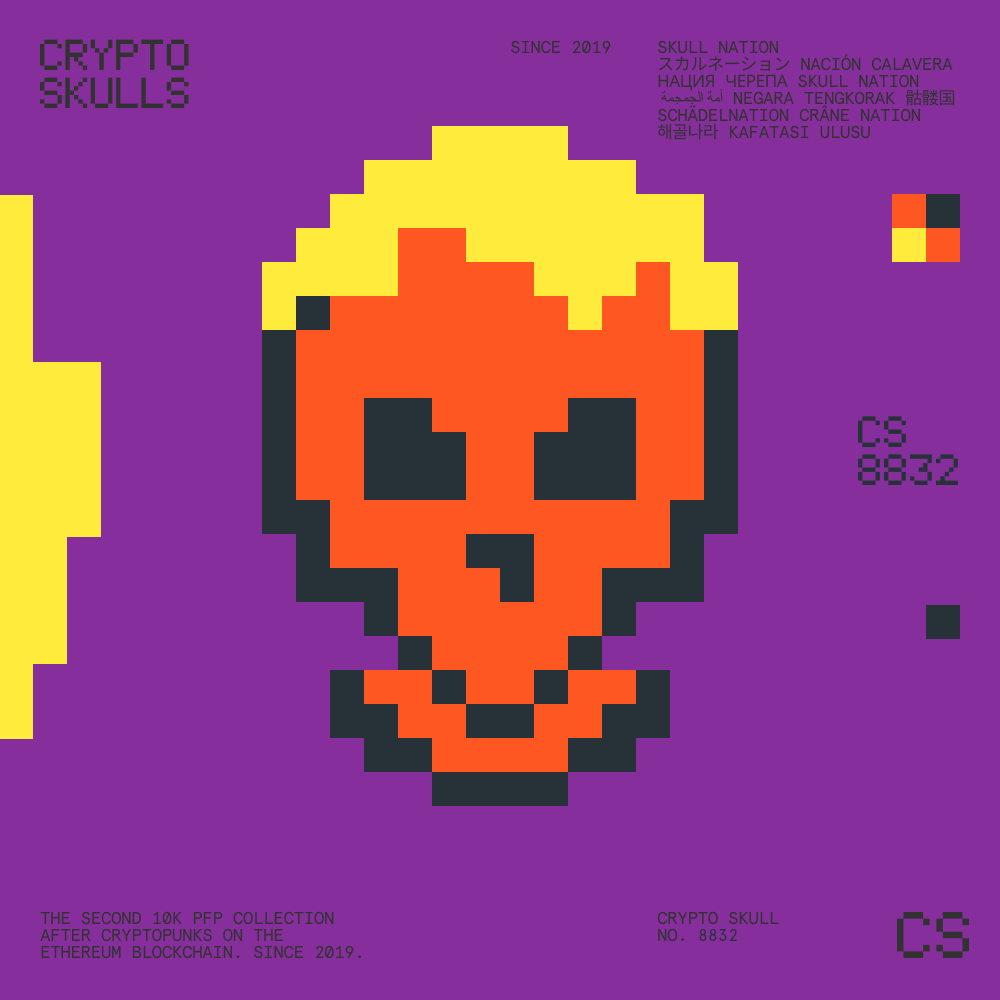 CRYPTO
SKULLS
SINCE 2019
SKULL NATION
スカルネーション NACIÓN CALAVERA
НАЦИЯ ЧЕРЕПА SKULL NATION
أمة الجمجمة NEGARA TENGKORAK 骷髅国
SCHÄDELNATION CRÂNE NATION
해골나라 KAFATASI ULUSU
CS
8832
THE SECOND 10K PFP COLLECTION
AFTER CRYPTOPUNKS ON THE
ETHEREUM BLOCKCHAIN. SINCE 2019.
CRYPTO SKULL
NO. 8832
CS